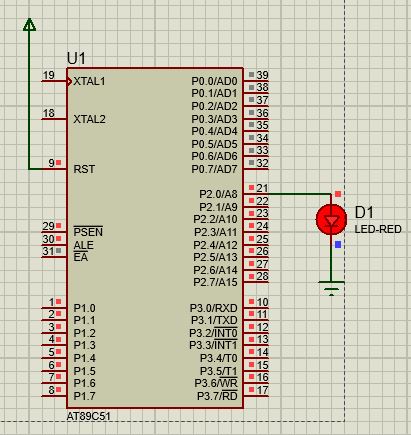 U1
19 XTAL1 P0.0/AD0 39
P0.1/AD1 38
P0.2/AD2 37
18 XTAL2 P0.3/AD3 36
P0.4/AD4 35
P0.5/AD5 34
P0.6/AD6 33
9 RST P0.7/AD7 32
P2.0/A8 21
P2.1/A9 22
P2.2/A10 23
29 PSEN P2.3/A11 24
30 ALE P2.4/A12 25
31 EA P2.5/A13 26
P2.6/A14 27
P2.7/A15 28
1 P1.0 P3.0/RXD 10
2 P1.1 P3.1/TXD 11
3 P1.2 P3.2/INT0 12
4 P1.3 P3.3/INT1 13
5 P1.4 P3.4/T0 14
6 P1.5 P3.5/T1 15
7 P1.6 P3.6/WR 16
8 P1.7 P3.7/RD 17
AT89C51
D1
LED-RED